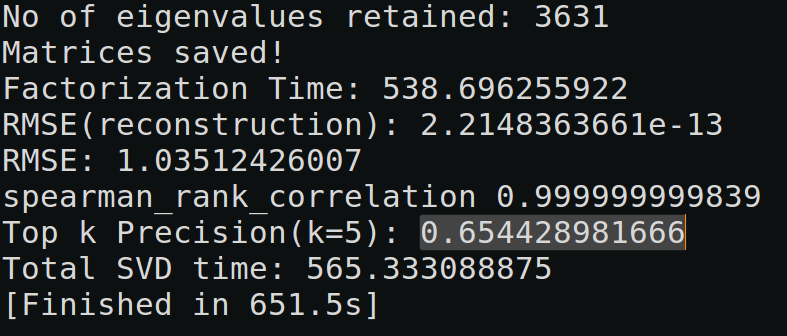 No of eigenvalues retained: 3631
Matrices saved!
Factorization Time: 538.696255922
RMSE(reconstruction): 2.2148363661e-13
RMSE: 1.03512426007
spearman_rank_correlation 0.999999999839
Top k Precision(k=5): 0.654428981666
Total SVD time: 565.333088875
[Finished in 651.5s]